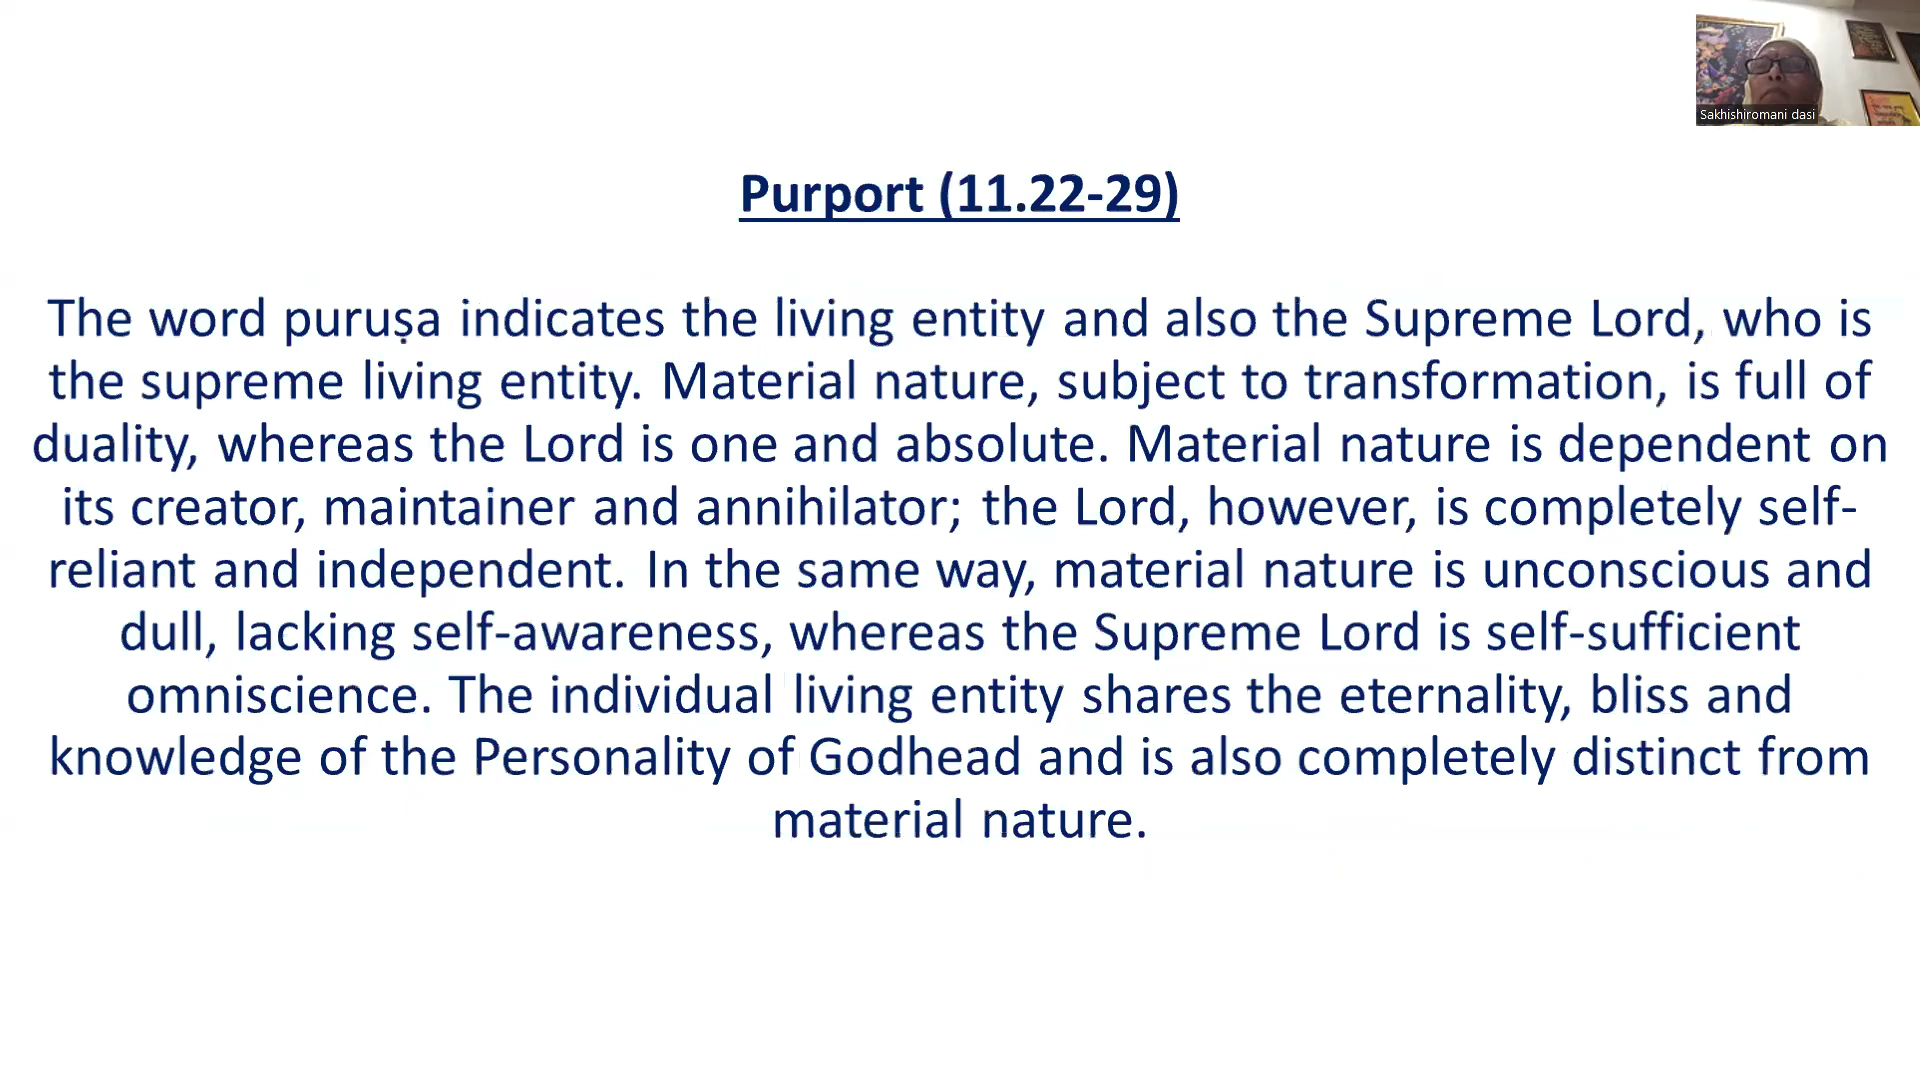 Sakhishiromani dasi
Purport (11.22-29)
The word puruṣa indicates the living entity and also the Supreme Lord, who is
the supreme living entity. Material nature, subject to transformation, is full of
duality, whereas the Lord is one and absolute. Material nature is dependent on
its creator, maintainer and annihilator; the Lord, however, is completely self-
reliant and independent. In the same way, material nature is unconscious and
dull, lacking self-awareness, whereas the Supreme Lord is self-sufficient
omniscience. The individual living entity shares the eternality, bliss and
knowledge of the Personality of Godhead and is also completely distinct from
material nature.